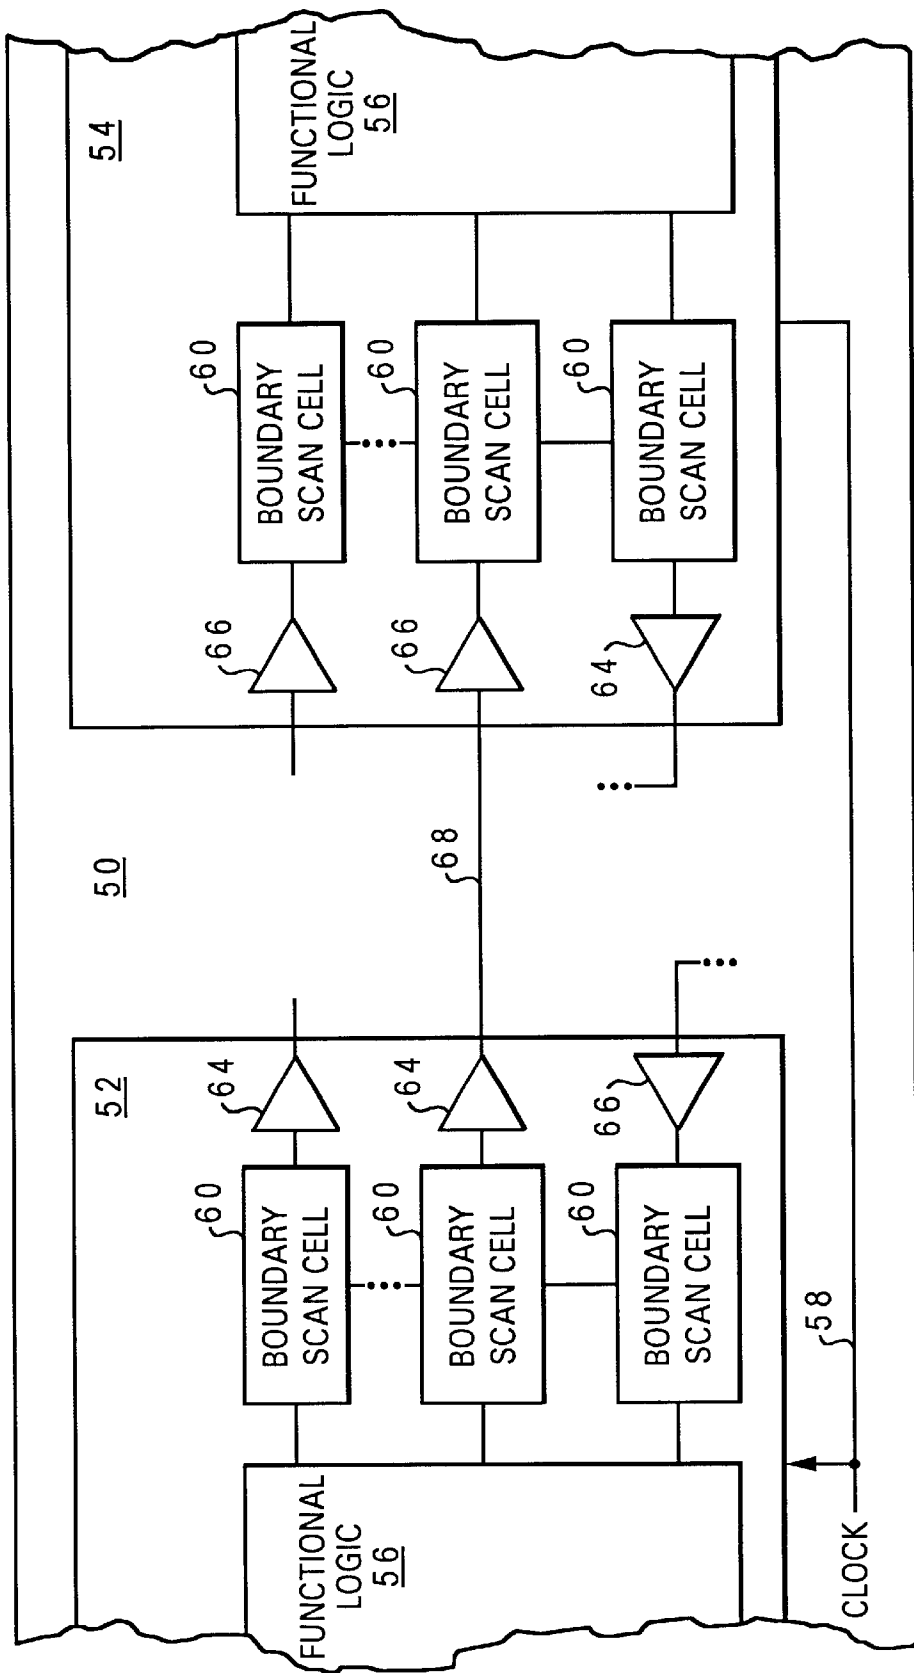 50
52
54
FUNCTIONAL
LOGIC
56
60
BOUNDARY
SCAN CELL
64
60
BOUNDARY
SCAN CELL
64
60
BOUNDARY
SCAN CELL
66
68
66
60
BOUNDARY
SCAN CELL
66
60
BOUNDARY
SCAN CELL
64
60
BOUNDARY
SCAN CELL
FUNCTIONAL
LOGIC
56
CLOCK
58